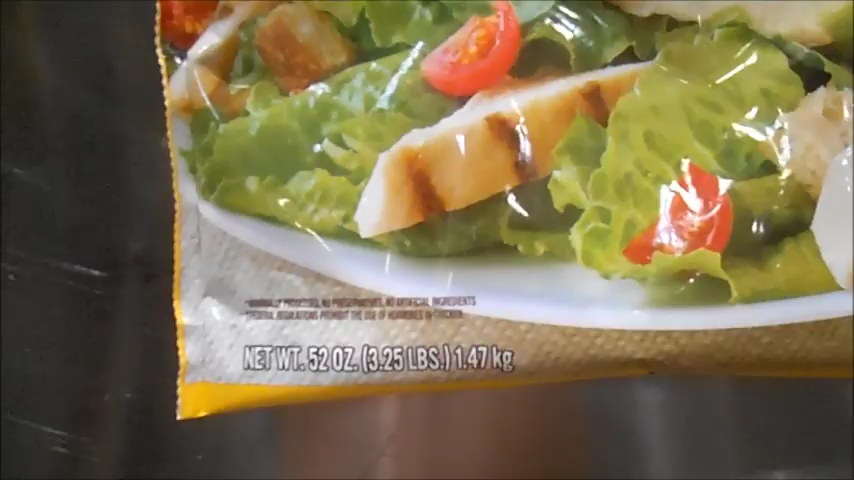 *MINIMALLY PROCESSED, NO PRESERVATIVES, NO ARTIFICIAL INGREDIENTS
*FEDERAL REGULATIONS PROHIBIT THE USE OF HORMONES IN CHICKEN
NET WT. 52 OZ. (3.25 LBS.) 1.47 kg